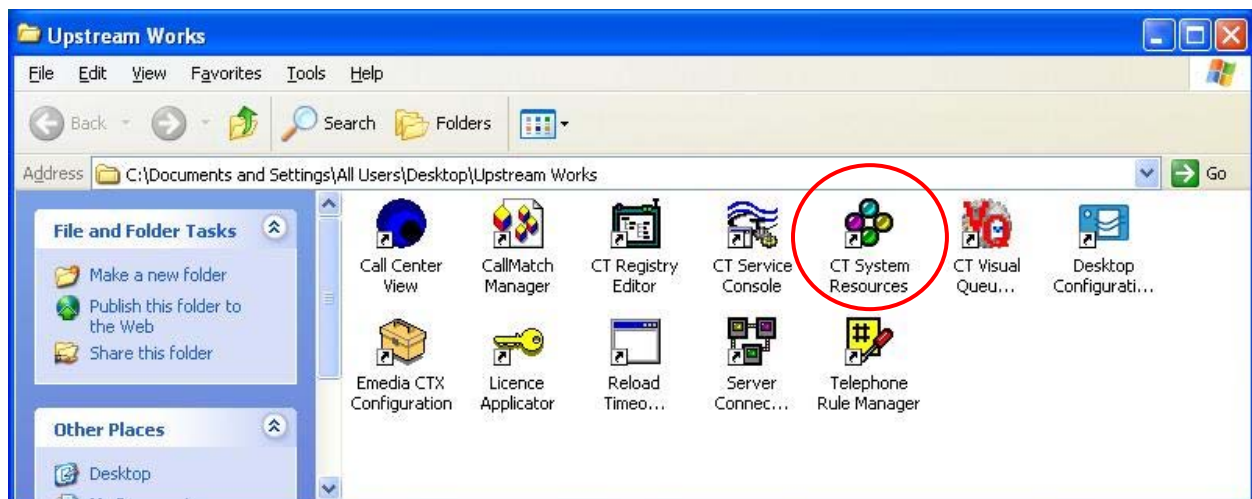 Upstream Works
File Edit View Favorites Tools Help
Back Search Folders
Address C:\Documents and Settings\All Users\Desktop\Upstream Works Go
File and Folder Tasks
Make a new folder
Publish this folder to
the Web
Share this folder
Other Places
Desktop
Call Center
View
CallMatch
Manager
CT Registry
Editor
CT Service
Console
CT System
Resources
CT Visual
Queu...
Desktop
Configurati...
Emedia CTX
Configuration
Licence
Applicator
Reload
Timeo...
Server
Connec...
Telephone
Rule Manager